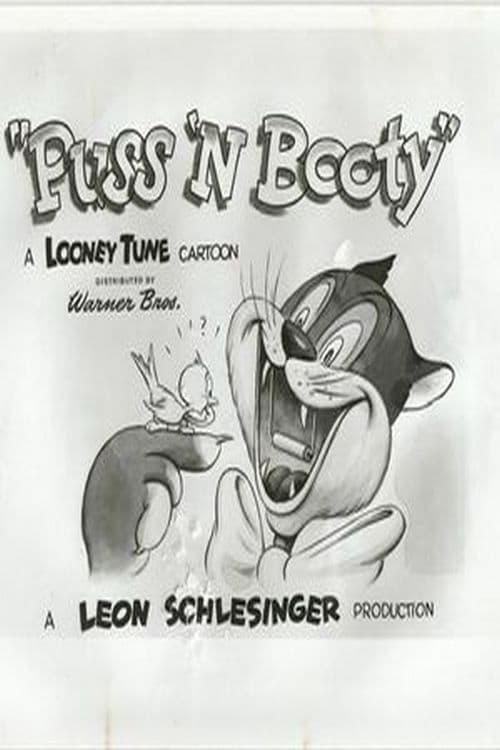 "Puss 'N Booty"
A LOONEY TUNE CARTOON
DISTRIBUTED BY
Warner Bros.
?
A LEON SCHLESINGER PRODUCTION